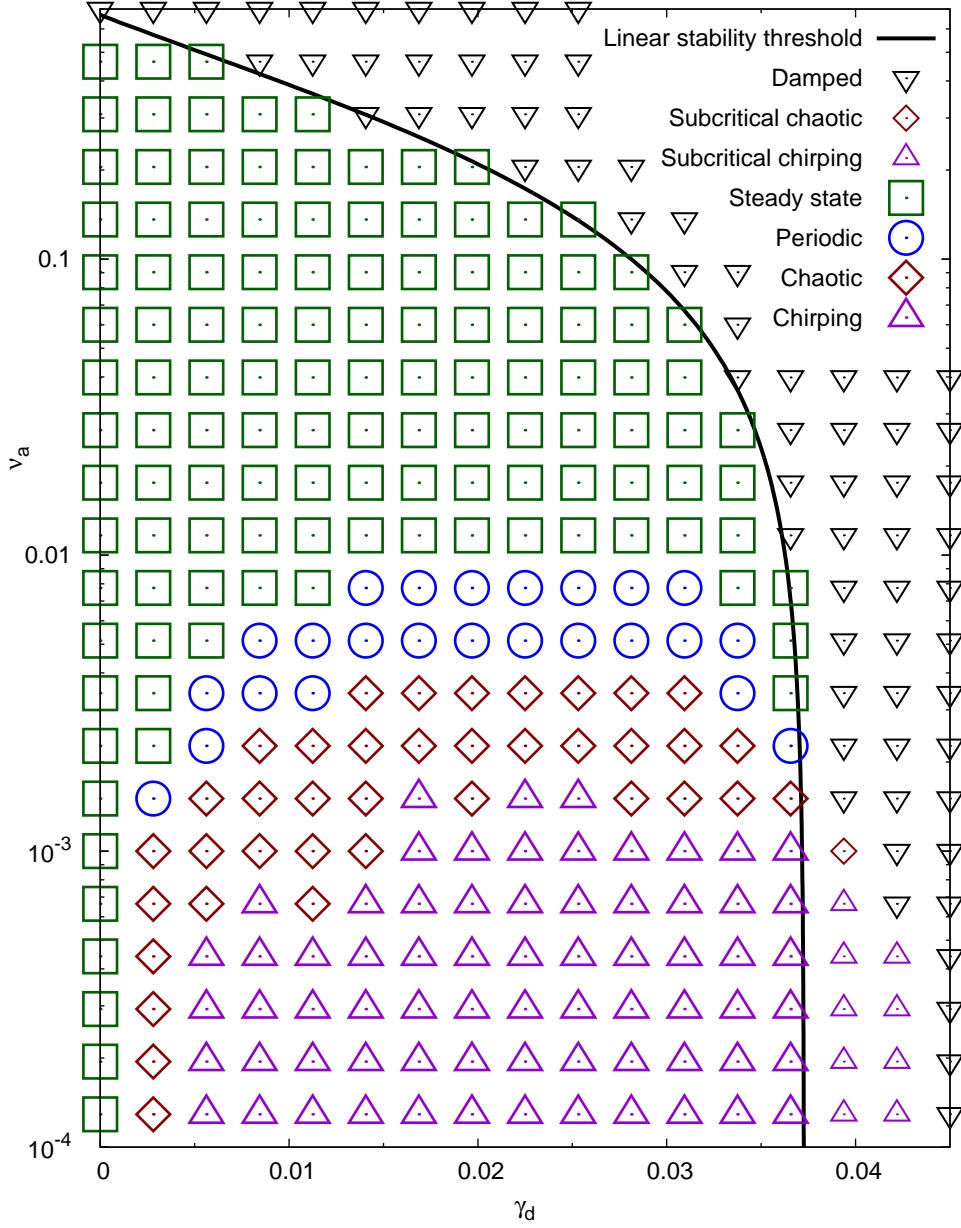 Linear stability threshold
Damped
Subcritical chaotic
Subcritical chirping
Steady state
Periodic
Chaotic
Chirping
0.1
0.01
10⁻³
10⁻⁴
νₐ
0 0.01 0.02 0.03 0.04
γ_d